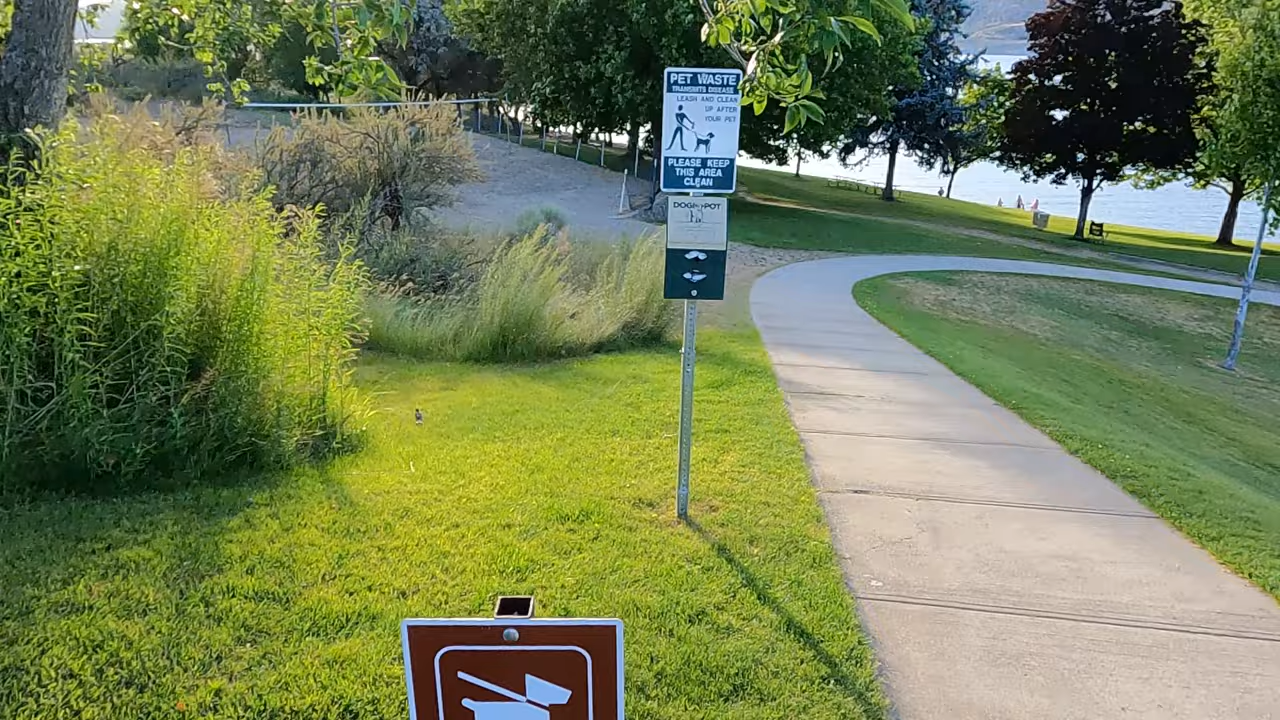 PET WASTE
TRANSMITS DISEASE
LEASH AND CLEAN
UP AFTER
YOUR PET
PLEASE KEEP
THIS AREA
CLEAN
DOGIPOT